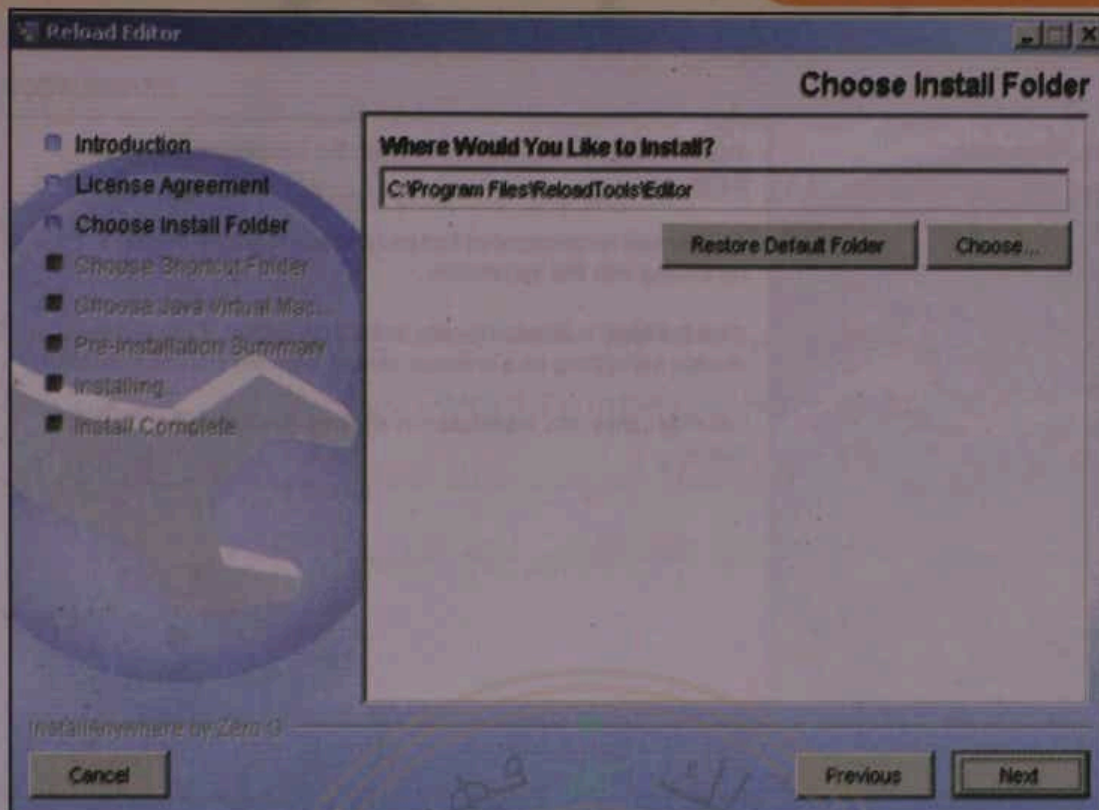 Reload Editor
Choose Install Folder
Introduction
License Agreement
Choose Install Folder
Choose Shortcut Folder
Choose Java Virtual Mac...
Pre-Installation Summary
Installing...
Install Complete
Where Would You Like to Install?
C:\Program Files\ReloadTools\Editor
Restore Default Folder
Choose...
InstallAnywhere by Zero G
Cancel
Previous
Next